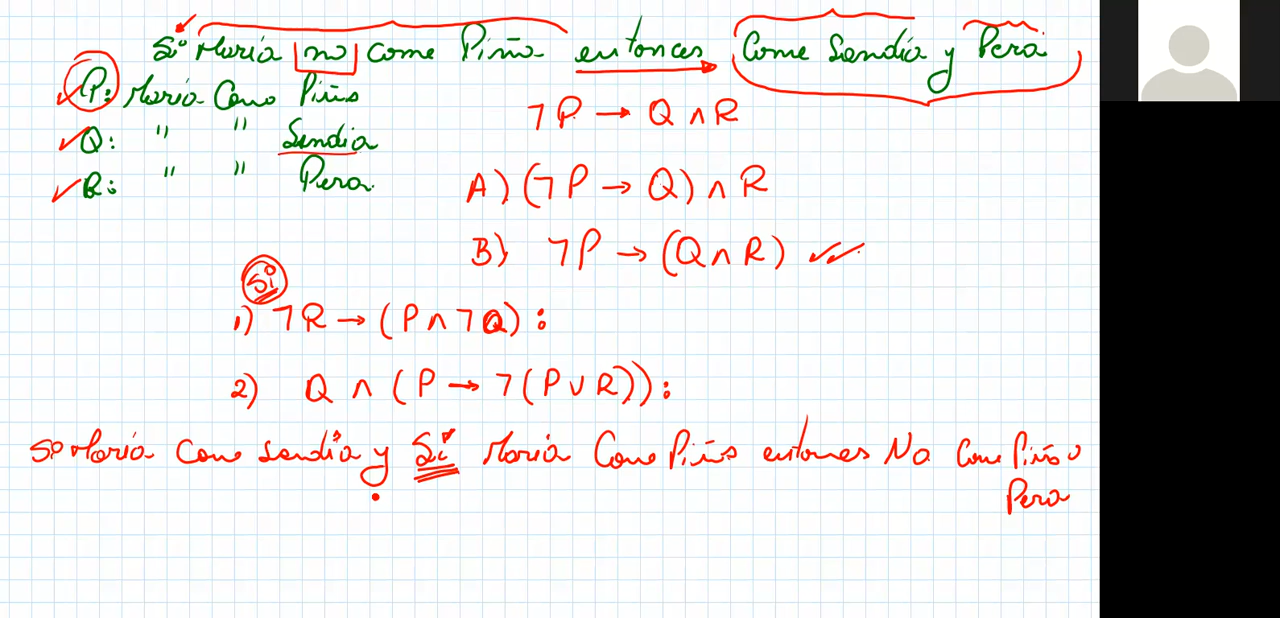 Si María no come Piña entonces Come Sandía y Pera
P: María Come Piña
¬P → Q ∧ R
Q: " " Sandia
R: " " Pera
A) (¬P → Q) ∧ R
B) ¬P → (Q ∧ R)
Si
1) ¬R → (P ∧ ¬Q) :
2) Q ∧ (P → ¬(P ∨ R)) :
Si María Come Sandía y Si María Come Piña entonces No Come Piña o
Pera